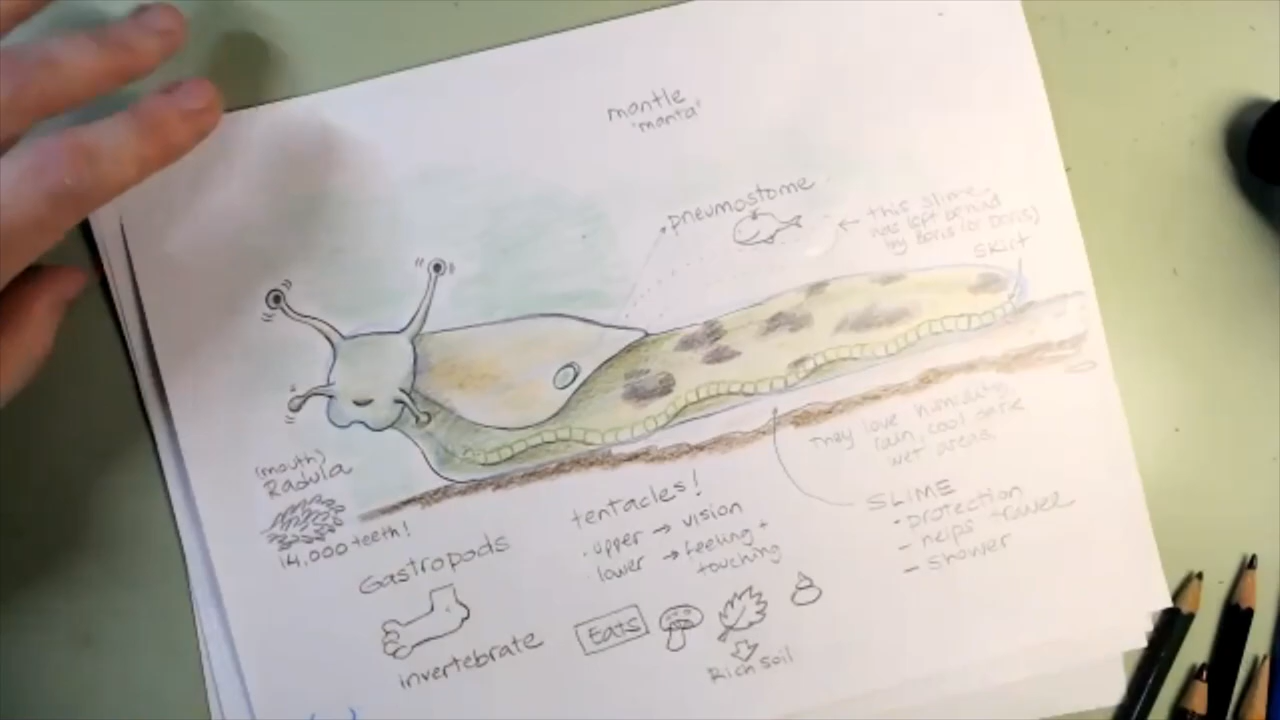 mantle
"manta"
pneumostome
← this slime
was left behind
by Boris (or Doris)
Skirt
They love humidity,
rain, cool dark
wet areas.
(mouth)
Radula
14,000 teeth!
Gastropods
invertebrate
tentacles!
. upper → vision
lower → feeling +
touching
Eats
Rich soil
SLIME
- protection
- helps travel
- shower